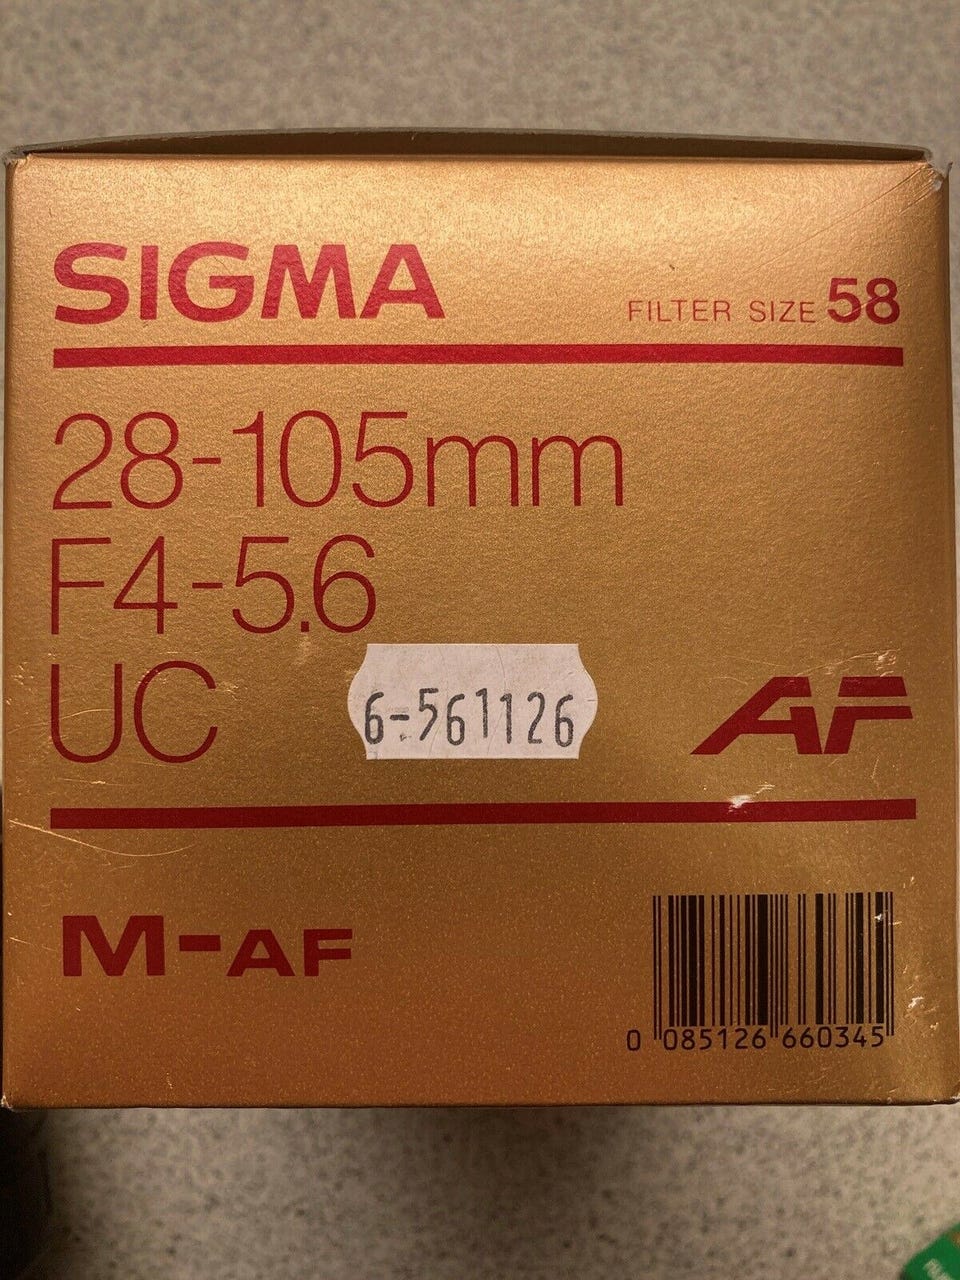 SIGMA
FILTER SIZE 58
28-105mm
F4-5.6
UC
6-561126
AF
M-AF
0 085126 660345